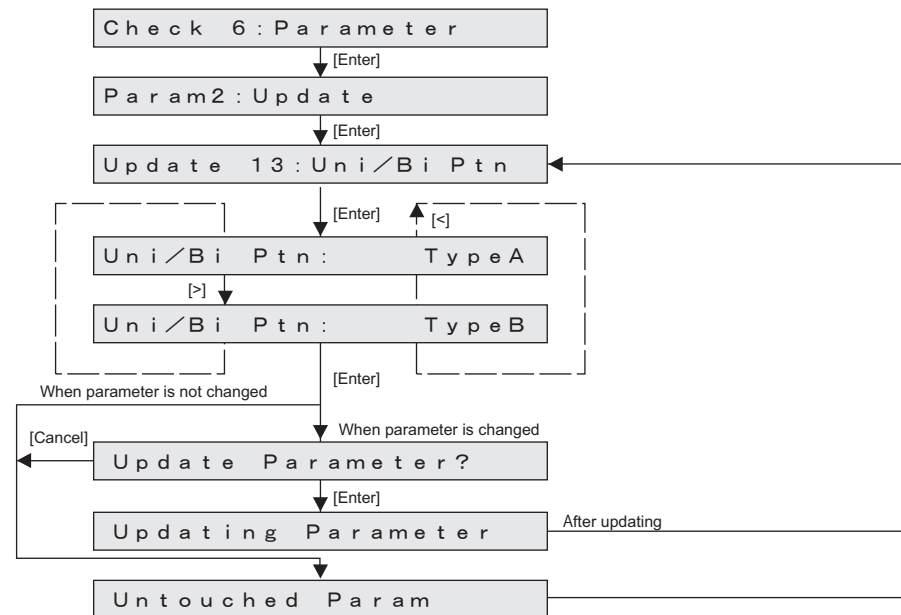 Check 6:Parameter
[Enter]
Param2:Update
[Enter]
Update 13:Uni/Bi Ptn
[Enter]
[<]
Uni/Bi Ptn: TypeA
[>]
Uni/Bi Ptn: TypeB
[Enter]
When parameter is not changed
When parameter is changed
[Cancel]
Update Parameter?
[Enter]
Updating Parameter
After updating
Untouched Param